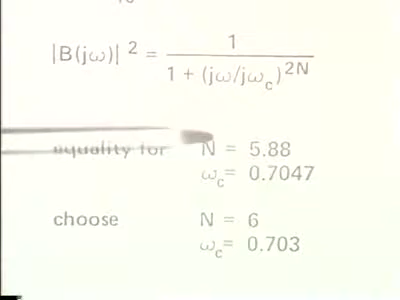 |B(jω)| ² = 1 / 1 + (jω/jω_c)^2N
equality for N = 5.88
ω_c = 0.7047
choose N = 6
ω_c = 0.703